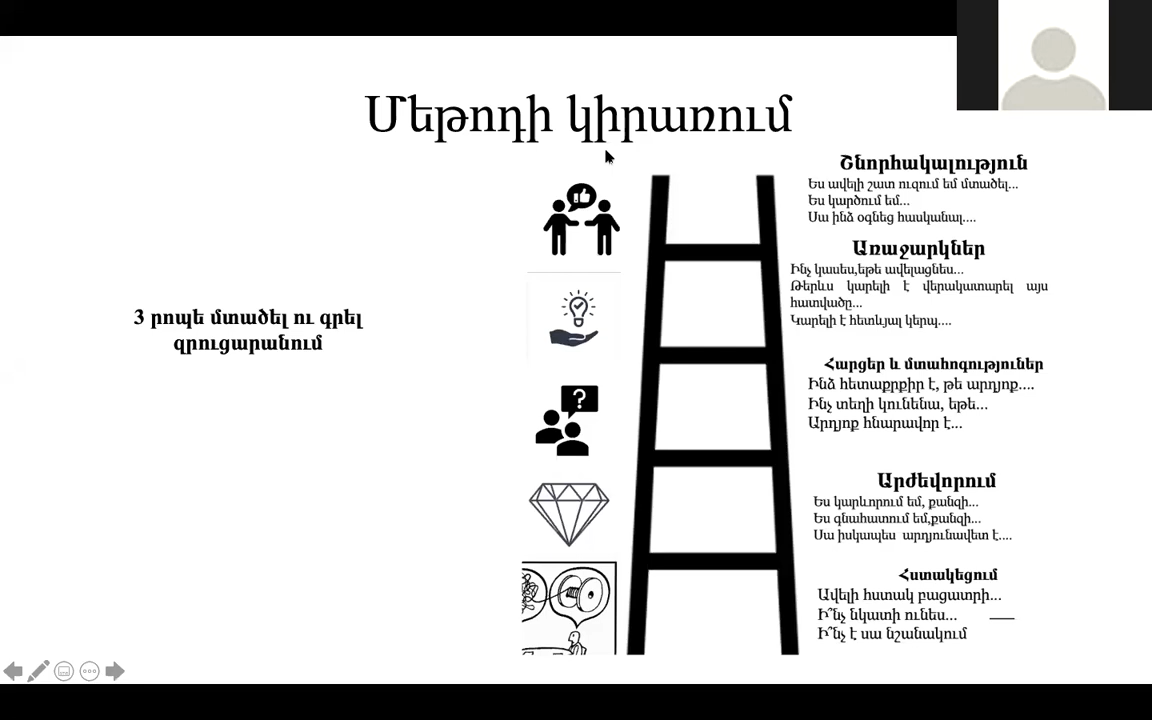 Մեթոդի կիրառում
3 րոպե մտածել ու գրել
զրուցարանում
Շնորհակալություն
Ես ավելի շատ ուզում եմ մտածել...
Ես կարծում եմ...
Սա ինձ օգնեց հասկանալ....
Առաջարկներ
Ինչ կասես,եթե ավելացնես...
Թերևս կարելի է վերակատարել այս
հատվածը...
Կարելի է հետևյալ կերպ....
Հարցեր և մտահոգություններ
Ինձ հետաքրքիր է, թե արդյոք....
Ինչ տեղի կունենա, եթե...
Արդյոք հնարավոր է...
Արժեվորում
Ես կարևորում եմ, քանզի...
Ես գնահատում եմ,քանզի...
Սա իսկապես արդյունավետ է....
Հստակեցում
Ավելի հստակ բացատրի...
Ի՞նչ նկատի ունես...
Ի՞նչ է սա նշանակում